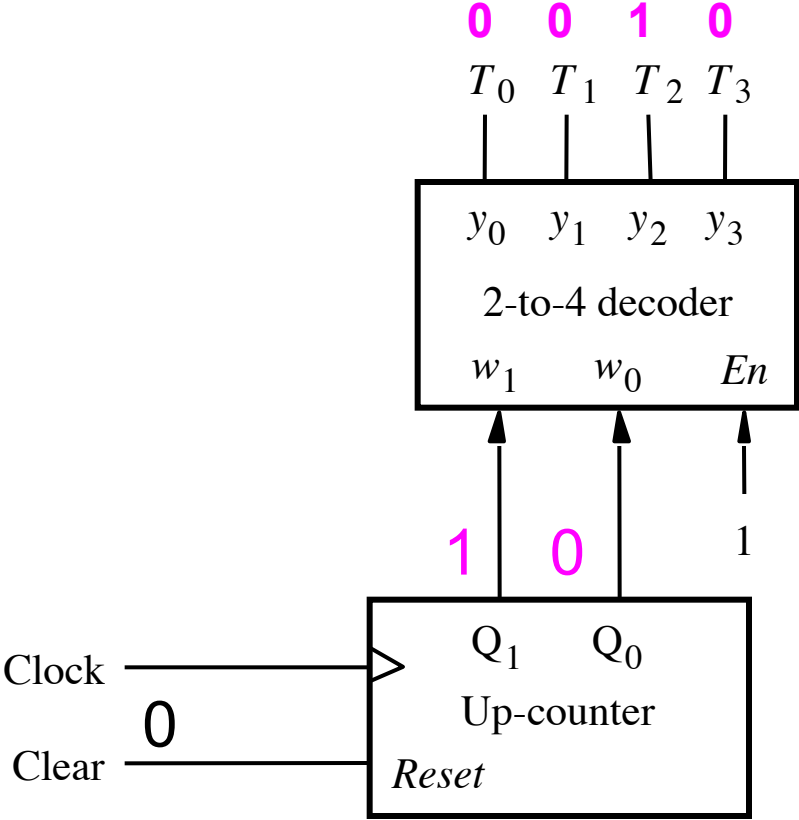 0 0 1 0
T0 T1 T2 T3
y0 y1 y2 y3
2-to-4 decoder
w1 w0 En
1 0 1
Q1 Q0
Clock
Up-counter
0
Clear
Reset